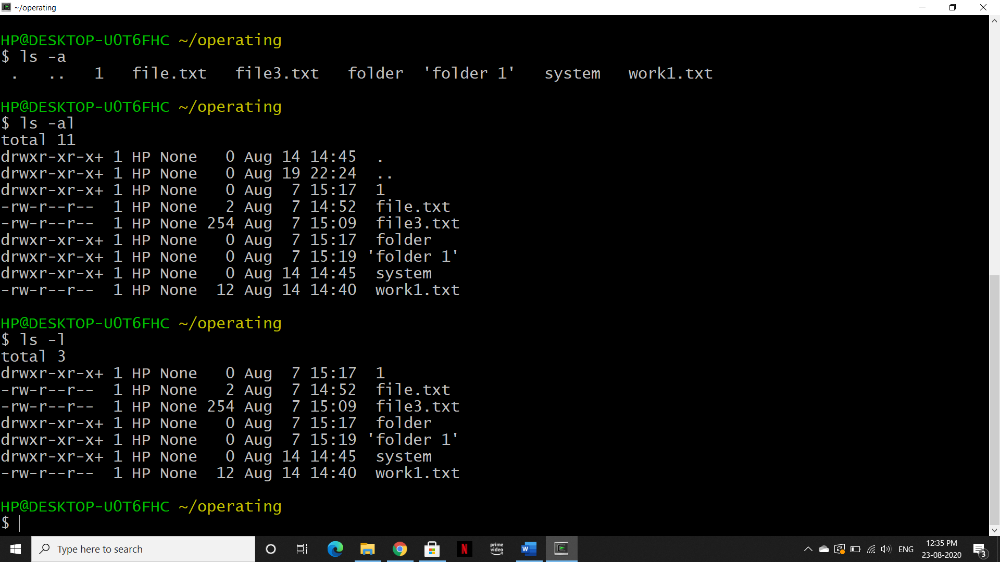 ~/operating
HP@DESKTOP-U0T6FHC ~/operating
$ ls -a
.   ..   1   file.txt   file3.txt   folder  'folder 1'   system   work1.txt
HP@DESKTOP-U0T6FHC ~/operating
$ ls -al
total 11
drwxr-xr-x+ 1 HP None   0 Aug 14 14:45  .
drwxr-xr-x+ 1 HP None   0 Aug 19 22:24  ..
drwxr-xr-x+ 1 HP None   0 Aug  7 15:17  1
-rw-r--r--  1 HP None   2 Aug  7 14:52  file.txt
-rw-r--r--  1 HP None 254 Aug  7 15:09  file3.txt
drwxr-xr-x+ 1 HP None   0 Aug  7 15:17  folder
drwxr-xr-x+ 1 HP None   0 Aug  7 15:19 'folder 1'
drwxr-xr-x+ 1 HP None   0 Aug 14 14:45  system
-rw-r--r--  1 HP None  12 Aug 14 14:40  work1.txt
HP@DESKTOP-U0T6FHC ~/operating
$ ls -l
total 3
drwxr-xr-x+ 1 HP None   0 Aug  7 15:17  1
-rw-r--r--  1 HP None   2 Aug  7 14:52  file.txt
-rw-r--r--  1 HP None 254 Aug  7 15:09  file3.txt
drwxr-xr-x+ 1 HP None   0 Aug  7 15:17  folder
drwxr-xr-x+ 1 HP None   0 Aug  7 15:19 'folder 1'
drwxr-xr-x+ 1 HP None   0 Aug 14 14:45  system
-rw-r--r--  1 HP None  12 Aug 14 14:40  work1.txt
HP@DESKTOP-U0T6FHC ~/operating
$
Type here to search
N
prime video
W
ENG
12:35 PM
23-08-2020
3